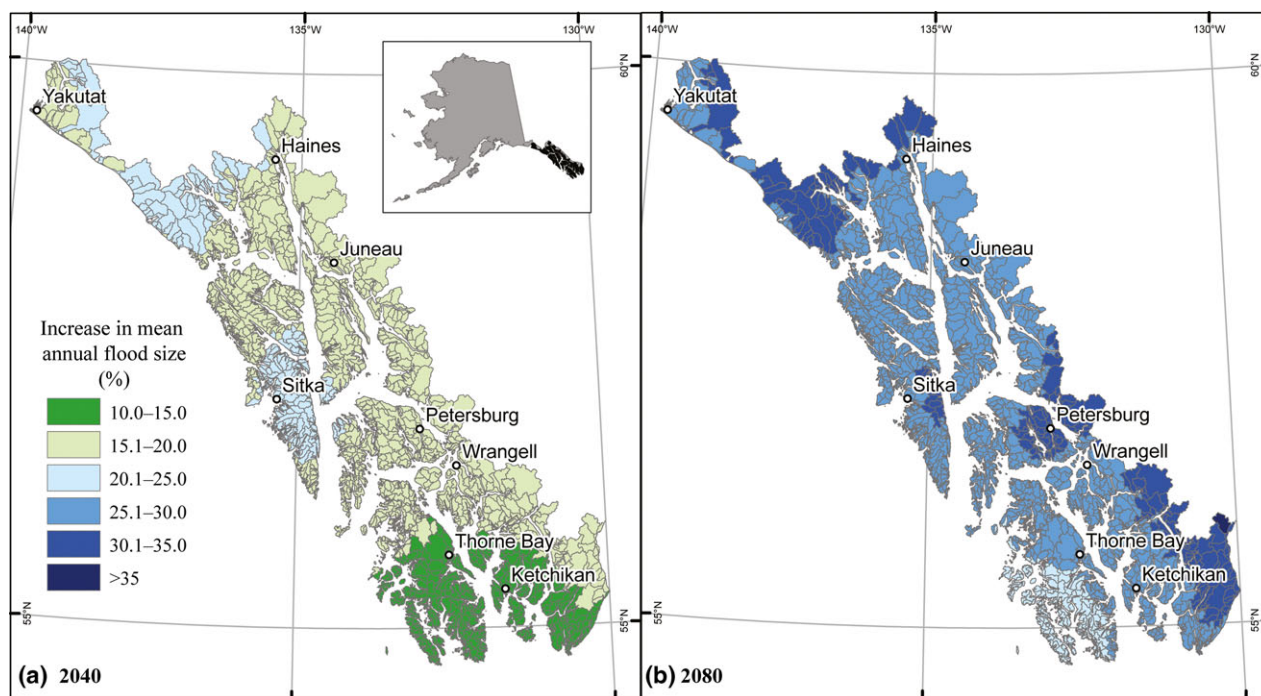 140°W
135°W
130°W
60°N
Yakutat
Haines
Juneau
Increase in mean
annual flood size
(%)
10.0–15.0
15.1–20.0
20.1–25.0
25.1–30.0
30.1–35.0
>35
Sitka
Petersburg
Wrangell
Thorne Bay
Ketchikan
55°N
55°N
(a) 2040
140°W
135°W
130°W
60°N
Yakutat
Haines
Juneau
Sitka
Petersburg
Wrangell
Thorne Bay
Ketchikan
55°N
(b) 2080